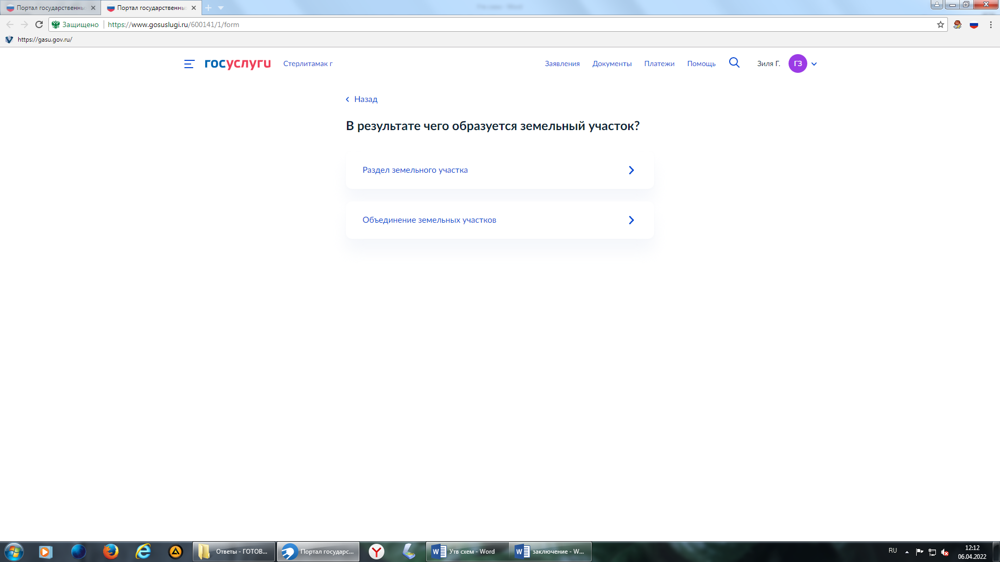 Портал государственны
Портал государственны
Защищено
https://www.gosuslugi.ru/600141/1/form
https://gasu.gov.ru/
госуслуги
Стерлитамак г
Заявления
Документы
Платежи
Помощь
Зиля Г.
ГЗ
Назад
В результате чего образуется земельный участок?
Раздел земельного участка
Объединение земельных участков
Ответы - ГОТОВ...
Портал государс...
Утв схем - Word
заключение - W...
RU
12:12
06.04.2022